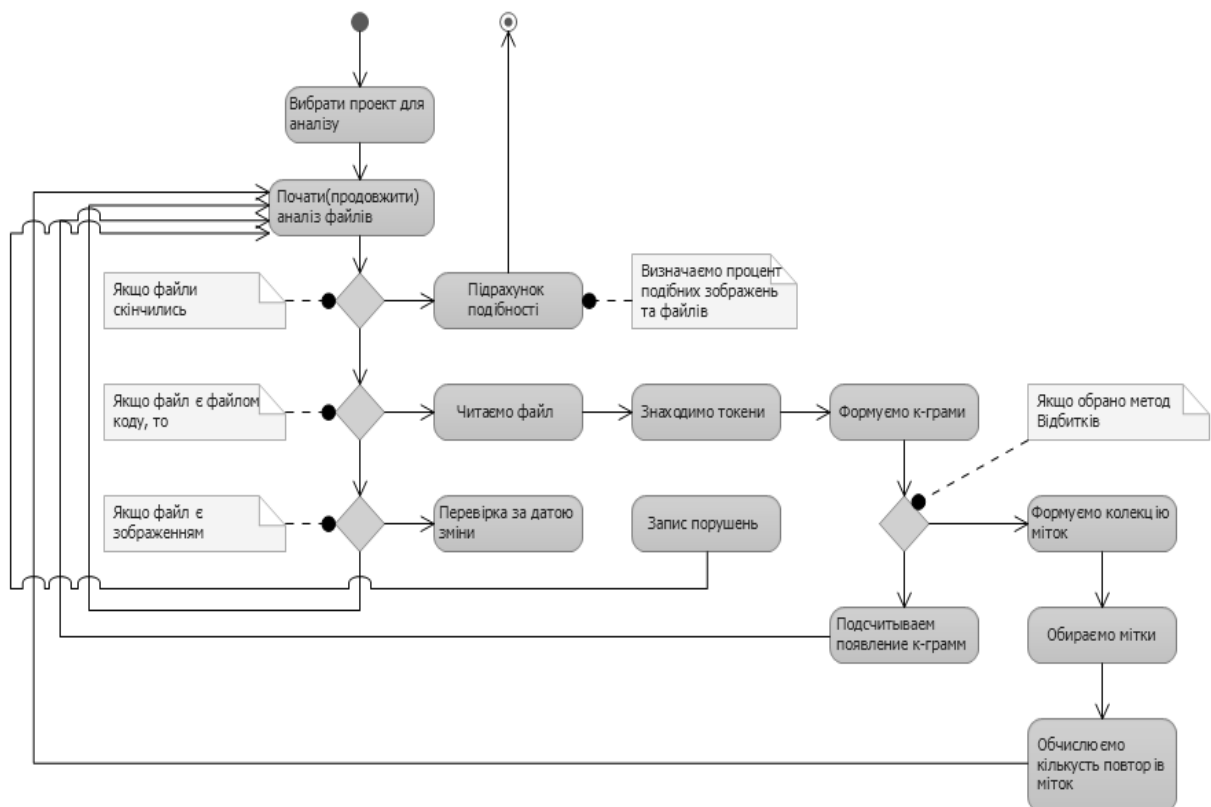 Вибрати проект для
аналізу
Почати(продовжити)
аналіз файлів
Якщо файли
скінчились
Підрахунок
подібності
Визначаємо процент
подібних зображень
та файлів
Якщо файл є файлом
коду, то
Читаємо файл
Знаходимо токени
Формуємо к-грами
Якщо обрано метод
Відбитків
Якщо файл є
зображенням
Перевірка за датою
зміни
Запис порушень
Формуємо колекцію
міток
Подсчитываем
появление к-грамм
Обираємо мітки
Обчислюємо
кількусть повторів
міток